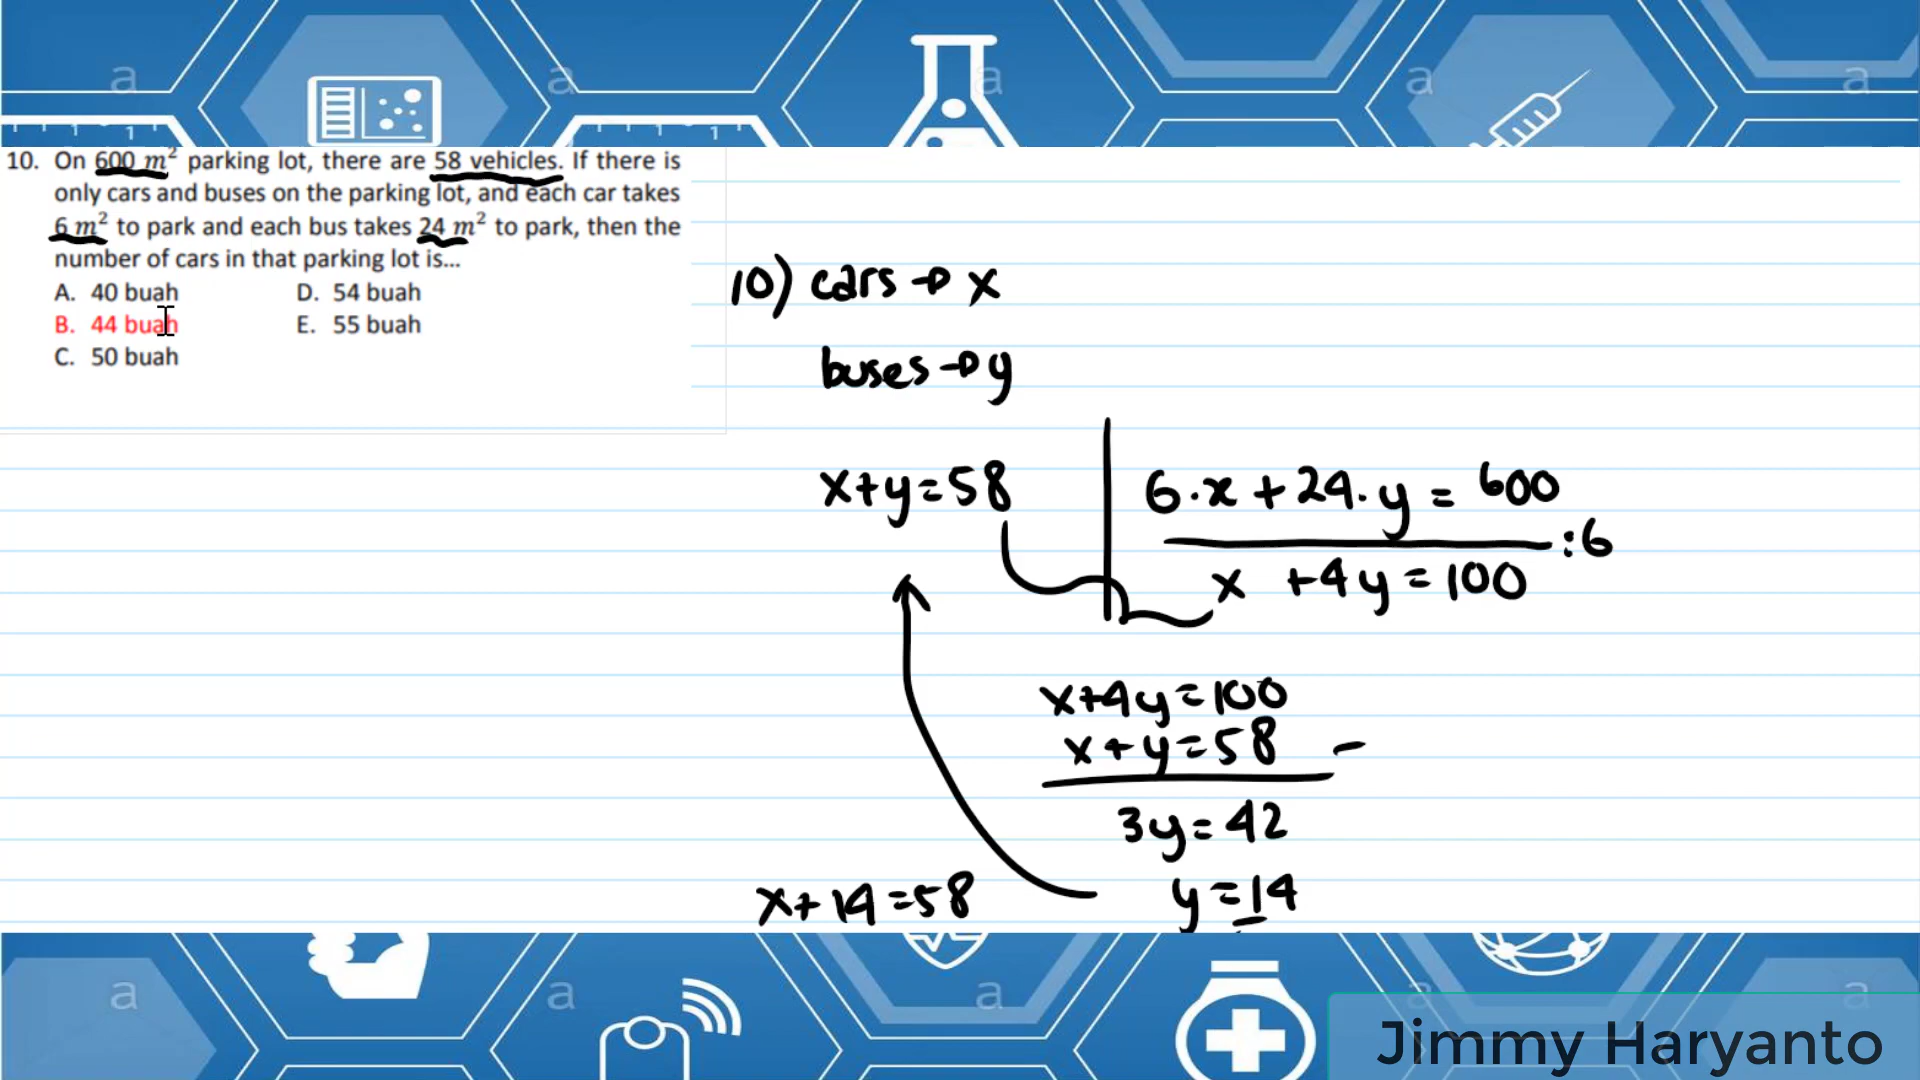 10. On 600 m² parking lot, there are 58 vehicles. If there is
only cars and buses on the parking lot, and each car takes
6 m² to park and each bus takes 24 m² to park, then the
number of cars in that parking lot is...
A. 40 buah
D. 54 buah
B. 44 buah
E. 55 buah
C. 50 buah
10) cars → x
buses → y
x+y=58
6·x+24·y = 600
:6
x +4y=100
x+4y=100
x+y=58 -
3y=42
y=14
x+14=58
a
a
a
a
a
1
1
a
a
a
a
a
Jimmy Haryanto